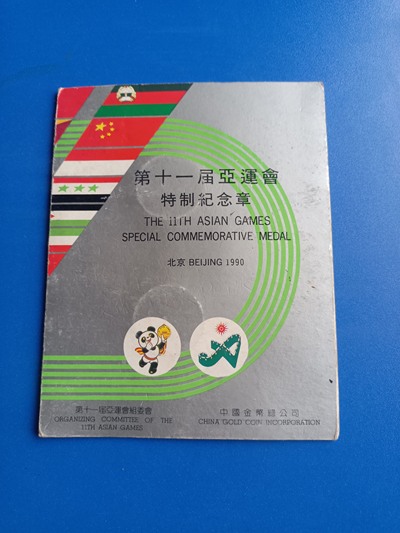 第十一届亞運會
特制紀念章
THE 11TH ASIAN GAMES
SPECIAL COMMEMORATIVE MEDAL
北京 BEIJING 1990
第十一届亞運會組委會
ORGANIZING COMMITTEE OF THE
11TH ASIAN GAMES
中國金幣總公司
CHINA GOLD COIN INCORPORATION